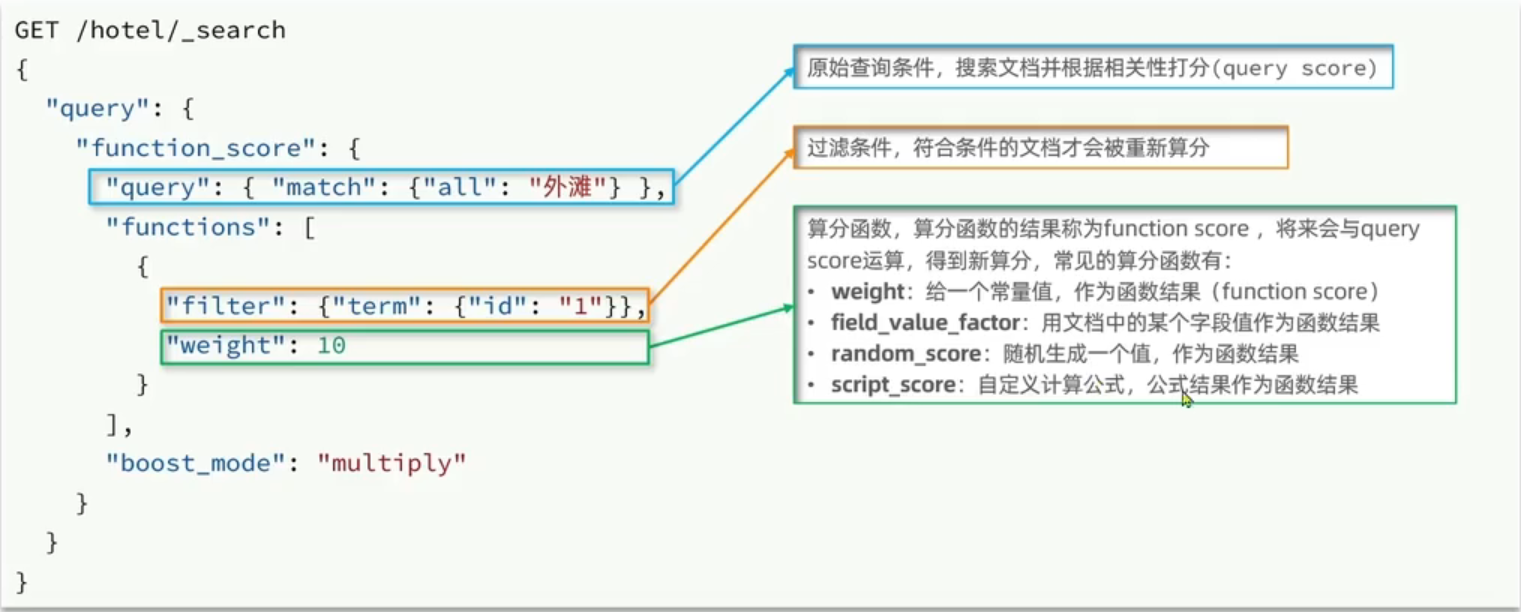 GET /hotel/_search
{
  "query": {
    "function_score": {
      "query": { "match": {"all": "外滩"} },
      "functions": [
        {
          "filter": {"term": {"id": "1"}},
          "weight": 10
        }
      ],
      "boost_mode": "multiply"
    }
  }
}
原始查询条件，搜索文档并根据相关性打分(query score)
过滤条件，符合条件的文档才会被重新算分
算分函数，算分函数的结果称为function score ，将来会与query
score运算，得到新算分，常见的算分函数有：
• weight：给一个常量值，作为函数结果（function score）
• field_value_factor：用文档中的某个字段值作为函数结果
• random_score：随机生成一个值，作为函数结果
• script_score：自定义计算公式，公式结果作为函数结果